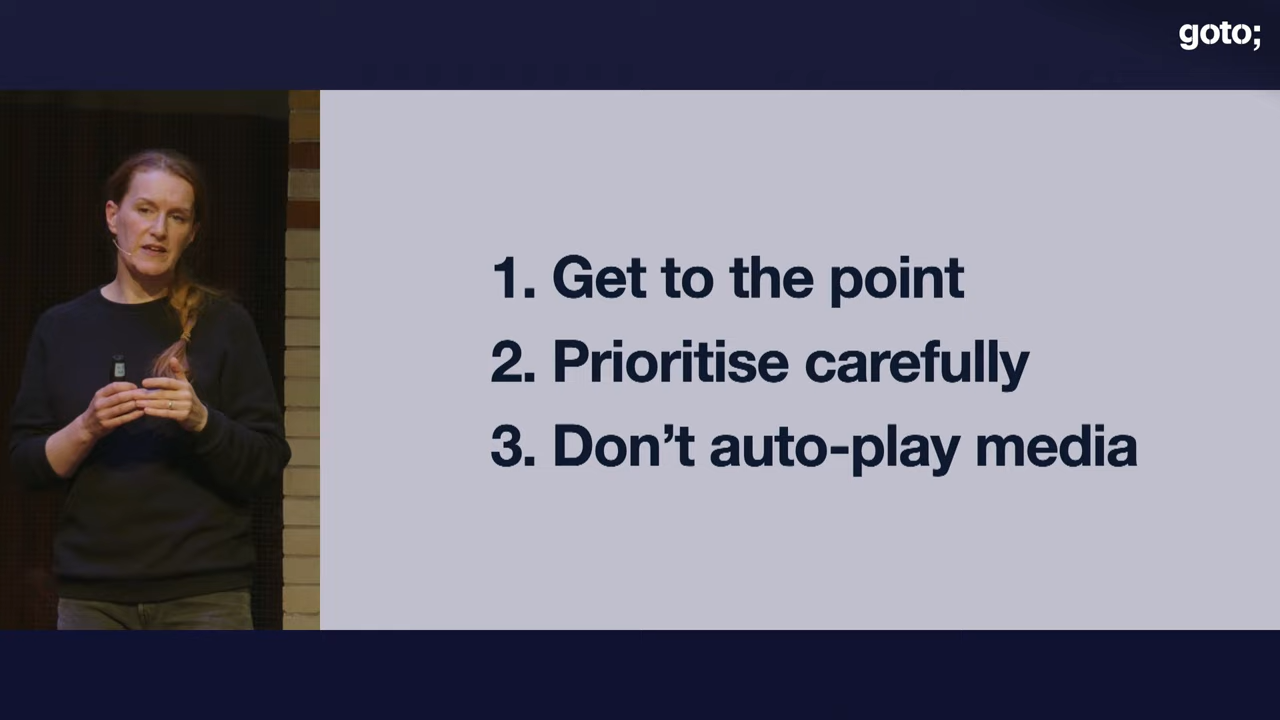 goto;
1. Get to the point
2. Prioritise carefully
3. Don’t auto-play media